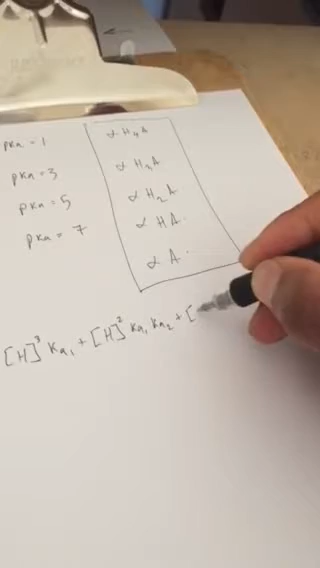 pKa = 1
pKa = 3
pKa = 5
pKa = 7
α H₄A
α H₃A
α H₂A
α HA
α A
[H]³ Ka₁ + [H]² Ka₁ Ka₂ + [